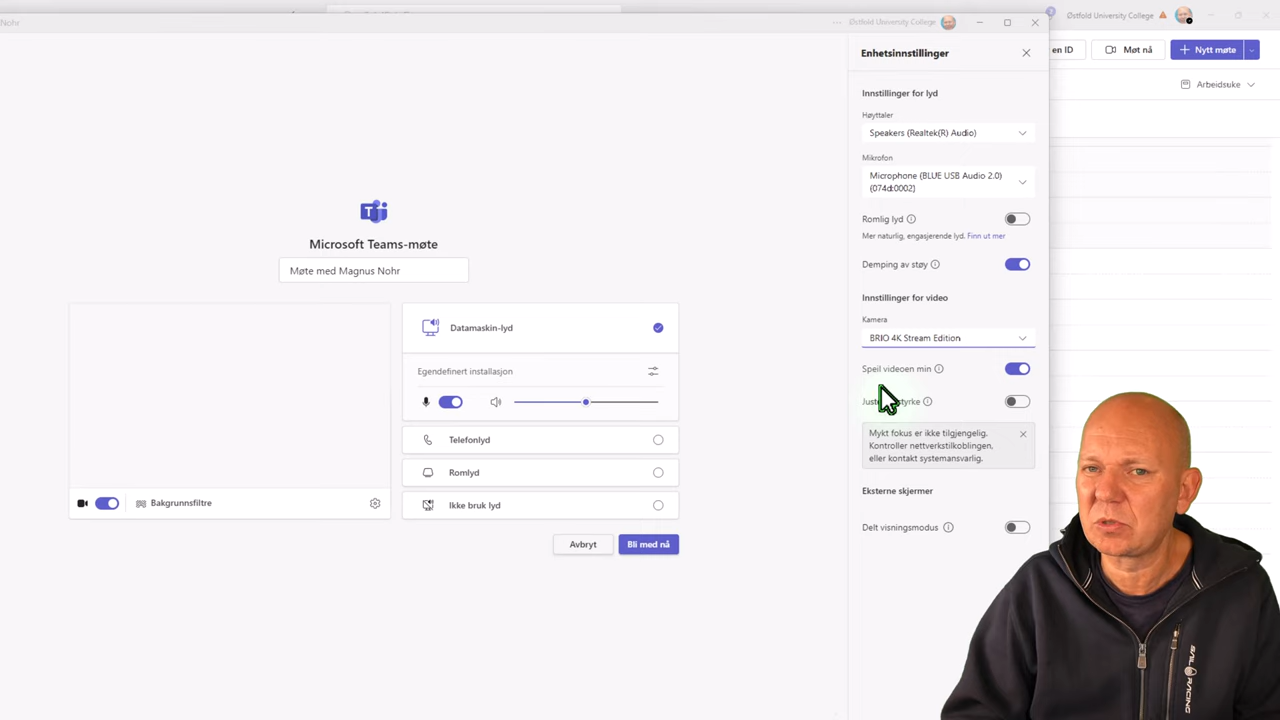 Nohr
Østfold University College
Østfold University College
en ID
Møt nå
Nytt møte
Arbeidsuke
Enhetsinnstillinger
Innstillinger for lyd
Høyttaler
Speakers (Realtek(R) Audio)
Mikrofon
Microphone (BLUE USB Audio 2.0)
(074d:0002)
Romlig lyd
Mer naturlig, engasjerende lyd. Finn ut mer
Demping av støy
Innstillinger for video
Kamera
BRIO 4K Stream Edition
Speil videoen min
Juste styrke
Mykt fokus er ikke tilgjengelig.
Kontroller nettverkstilkoblingen,
eller kontakt systemansvarlig.
Eksterne skjermer
Delt visningsmodus
Microsoft Teams-møte
Møte med Magnus Nohr
Bakgrunnsfiltre
Datamaskin-lyd
Egendefinert installasjon
Telefonlyd
Romlyd
Ikke bruk lyd
Avbryt
Bli med nå
SAIL RACING